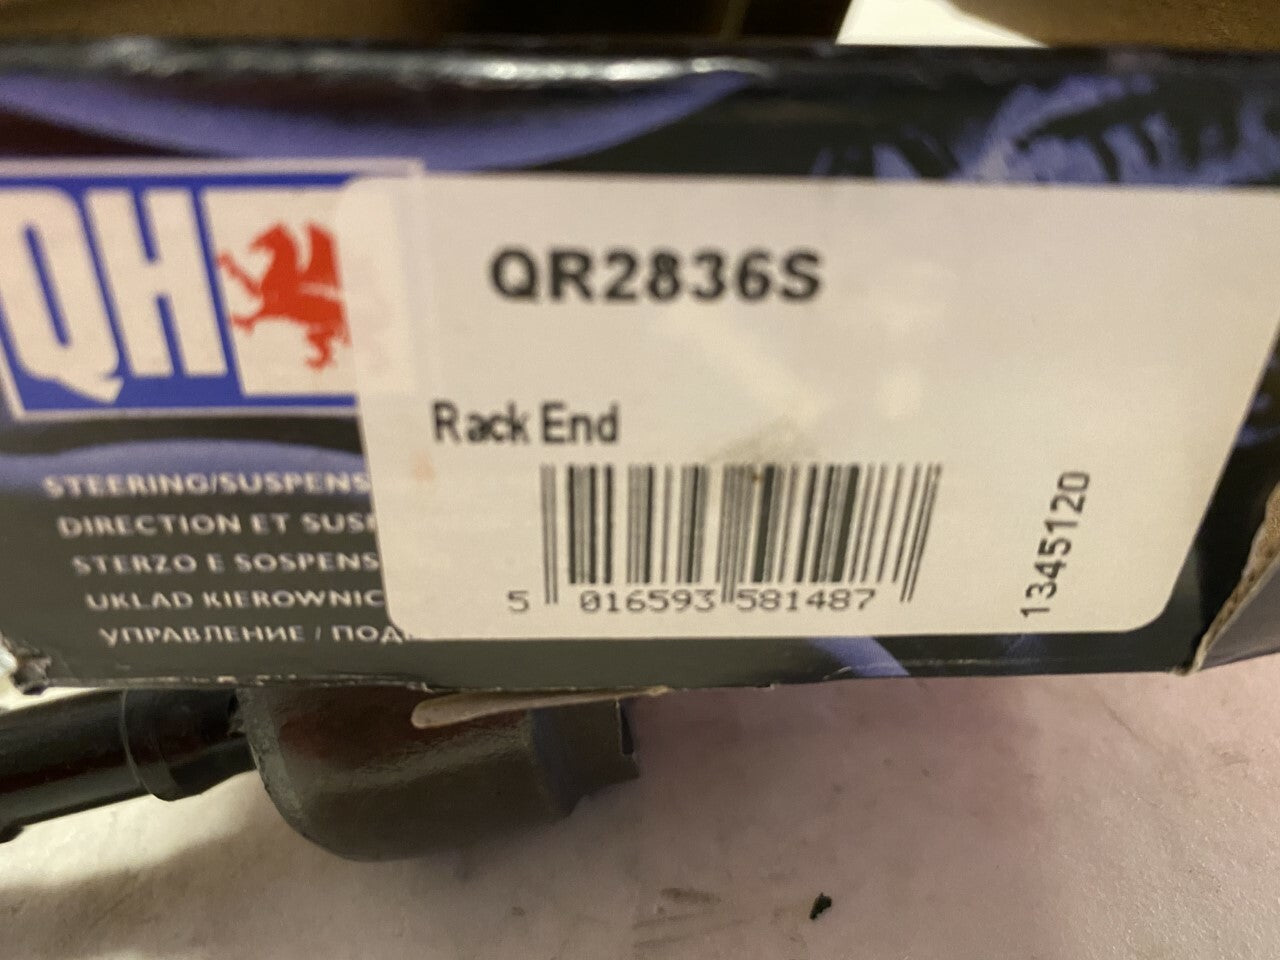 QH
QR2836S
Rack End
5 016593 581487
1345120
STEERING/SUSPENS
DIRECTION ET SUS
STERZO E SOSPENS
UKLAD KIEROWNIC
УПРАВЛЕНИЕ / ПОД